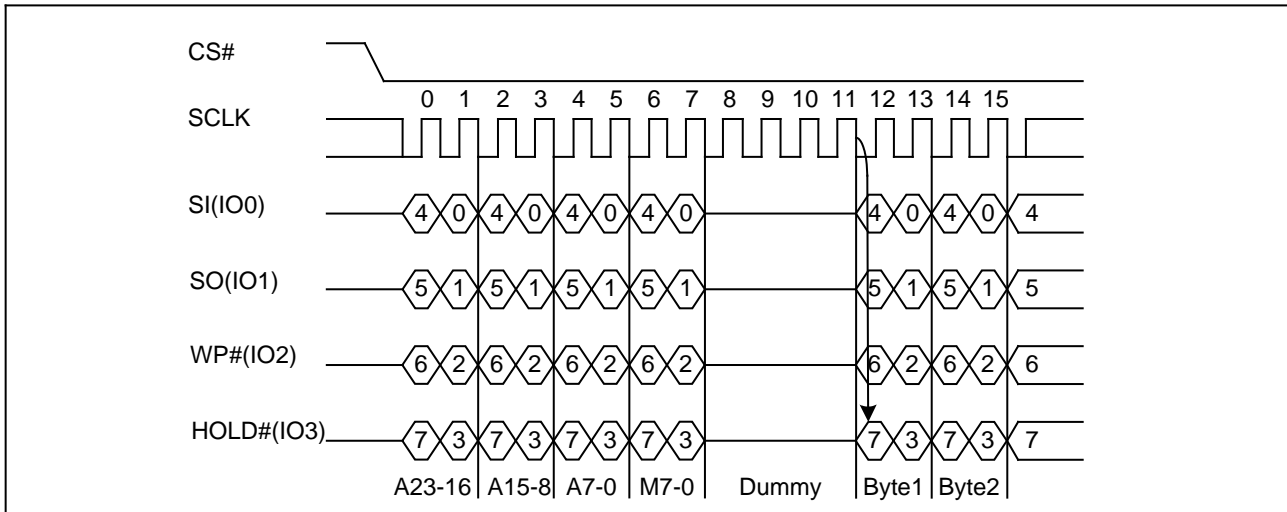 CS#
0 1 2 3 4 5 6 7 8 9 10 11 12 13 14 15
SCLK
SI(IO0) 4 0 4 0 4 0 4 0 4 0 4 0 4
SO(IO1) 5 1 5 1 5 1 5 1 5 1 5 1 5
WP#(IO2) 6 2 6 2 6 2 6 2 6 2 6 2 6
HOLD#(IO3) 7 3 7 3 7 3 7 3 7 3 7 3 7
A23-16 A15-8 A7-0 M7-0 Dummy Byte1 Byte2